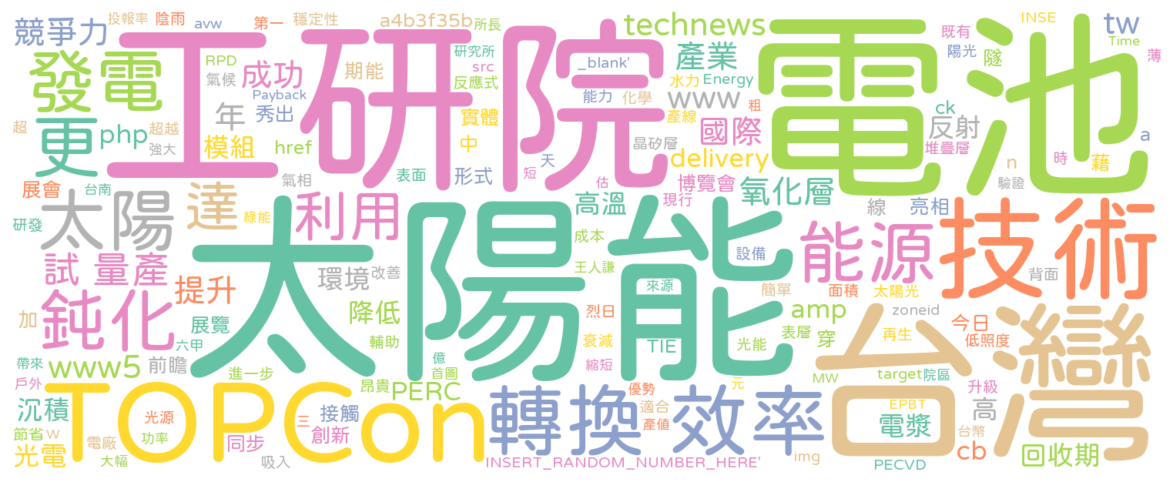 競爭力
投報率
陰雨
avw
第一
穩定性
a4b3f35b
所長
technews
INSE
tw
既有
Time
陽光
隧
薄
發電
工研院
電池
RPD
氣候
成功
期能
研究所
src
反應式
_blank'
產業
水力
Energy
能力
化學
www
粗
Payback
秀出
產線
ck
反射
a
更
php
超
超越
強大
年
模組
href
實體
中
國際
晶矽層
堆疊層
n
藉
時
驗證
delivery
表面
形式
天
短
估
博覽會
現行
氧化層
展會
台南
氣相
研發
太陽
達
綠能
利用
太陽能
高溫
線
亮相
能源
技術
成本
設備
王人謙
來源
簡單
面積
太陽光
背面
試
量產
提升
環境
改善
鈍化
加
展覽
六甲
降低
輔助
烈日
衰減
amp
表層
穿
zoneid
再生
今日
低照度
台灣
帶來
www5
前瞻
進一步
億
首圖
TIE
光能
縮短
戶外
昂貴
PERC
元
MW
target
院區
升級
TOPCon
轉換
效率
優勢
適合
產值
EPBT
高
沉積
光源
三
接觸
電漿
台幣
節省
w
電廠
功率
同步
創新
光電
大幅
吸入
INSERT_RANDOM_NUMBER_HERE'
img
PECVD
cb
回收期